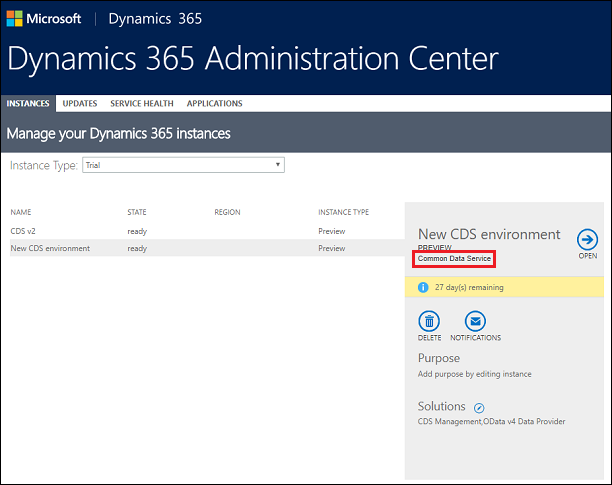 Microsoft Dynamics 365
Dynamics 365 Administration Center
INSTANCES UPDATES SERVICE HEALTH APPLICATIONS
Manage your Dynamics 365 instances
Instance Type: Trial
NAME STATE REGION INSTANCE TYPE
CDS v2 ready Preview
New CDS environment ready Preview
New CDS environment
PREVIEW
Common Data Service
OPEN
27 day(s) remaining
DELETE NOTIFICATIONS
Purpose
Add purpose by editing instance
Solutions
CDS Management,OData v4 Data Provider